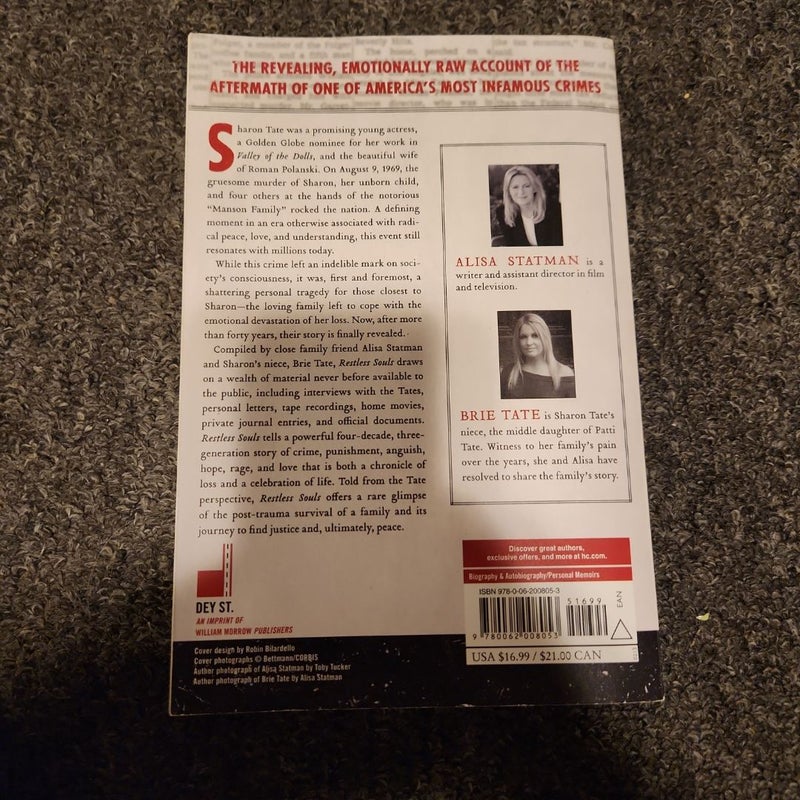 Beverly Hills.
THE REVEALING, EMOTIONALLY RAW ACCOUNT OF THE
AFTERMATH OF ONE OF AMERICA'S MOST INFAMOUS CRIMES
Sharon Tate was a promising young actress,
a Golden Globe nominee for her work in
Valley of the Dolls, and the beautiful wife
of Roman Polanski. On August 9, 1969, the
gruesome murder of Sharon, her unborn child,
and four others at the hands of the notorious
"Manson Family" rocked the nation. A defining
moment in an era otherwise associated with radi-
cal peace, love, and understanding, this event still
resonates with millions today.
While this crime left an indelible mark on soci-
ety's consciousness, it was, first and foremost, a
shattering personal tragedy for those closest to
Sharon—the loving family left to cope with the
emotional devastation of her loss. Now, after more
than forty years, their story is finally revealed.
Compiled by close family friend Alisa Statman
and Sharon's niece, Brie Tate, Restless Souls draws
on a wealth of material never before available to
the public, including interviews with the Tates,
personal letters, tape recordings, home movies,
private journal entries, and official documents.
Restless Souls tells a powerful four-decade, three-
generation story of crime, punishment, anguish,
hope, rage, and love that is both a chronicle of
loss and a celebration of life. Told from the Tate
perspective, Restless Souls offers a rare glimpse
of the post-trauma survival of a family and its
journey to find justice and, ultimately, peace.
ALISA STATMAN is a
writer and assistant director in film
and television.
BRIE TATE is Sharon Tate's
niece, the middle daughter of Patti
Tate. Witness to her family's pain
over the years, she and Alisa have
resolved to share the family's story.
DEY ST.
AN IMPRINT OF
WILLIAM MORROW PUBLISHERS
Cover design by Robin Bilardello
Cover photographs © Bettmann/CORBIS
Author photograph of Alisa Statman by Toby Tucker
Author photograph of Brie Tate by Alisa Statman
Discover great authors,
exclusive offers, and more at hc.com.
Biography & Autobiography/Personal Memoirs
ISBN 978-0-06-200805-3
51699
EAN
9 780062 008053
USA $16.99 / $21.00 CAN